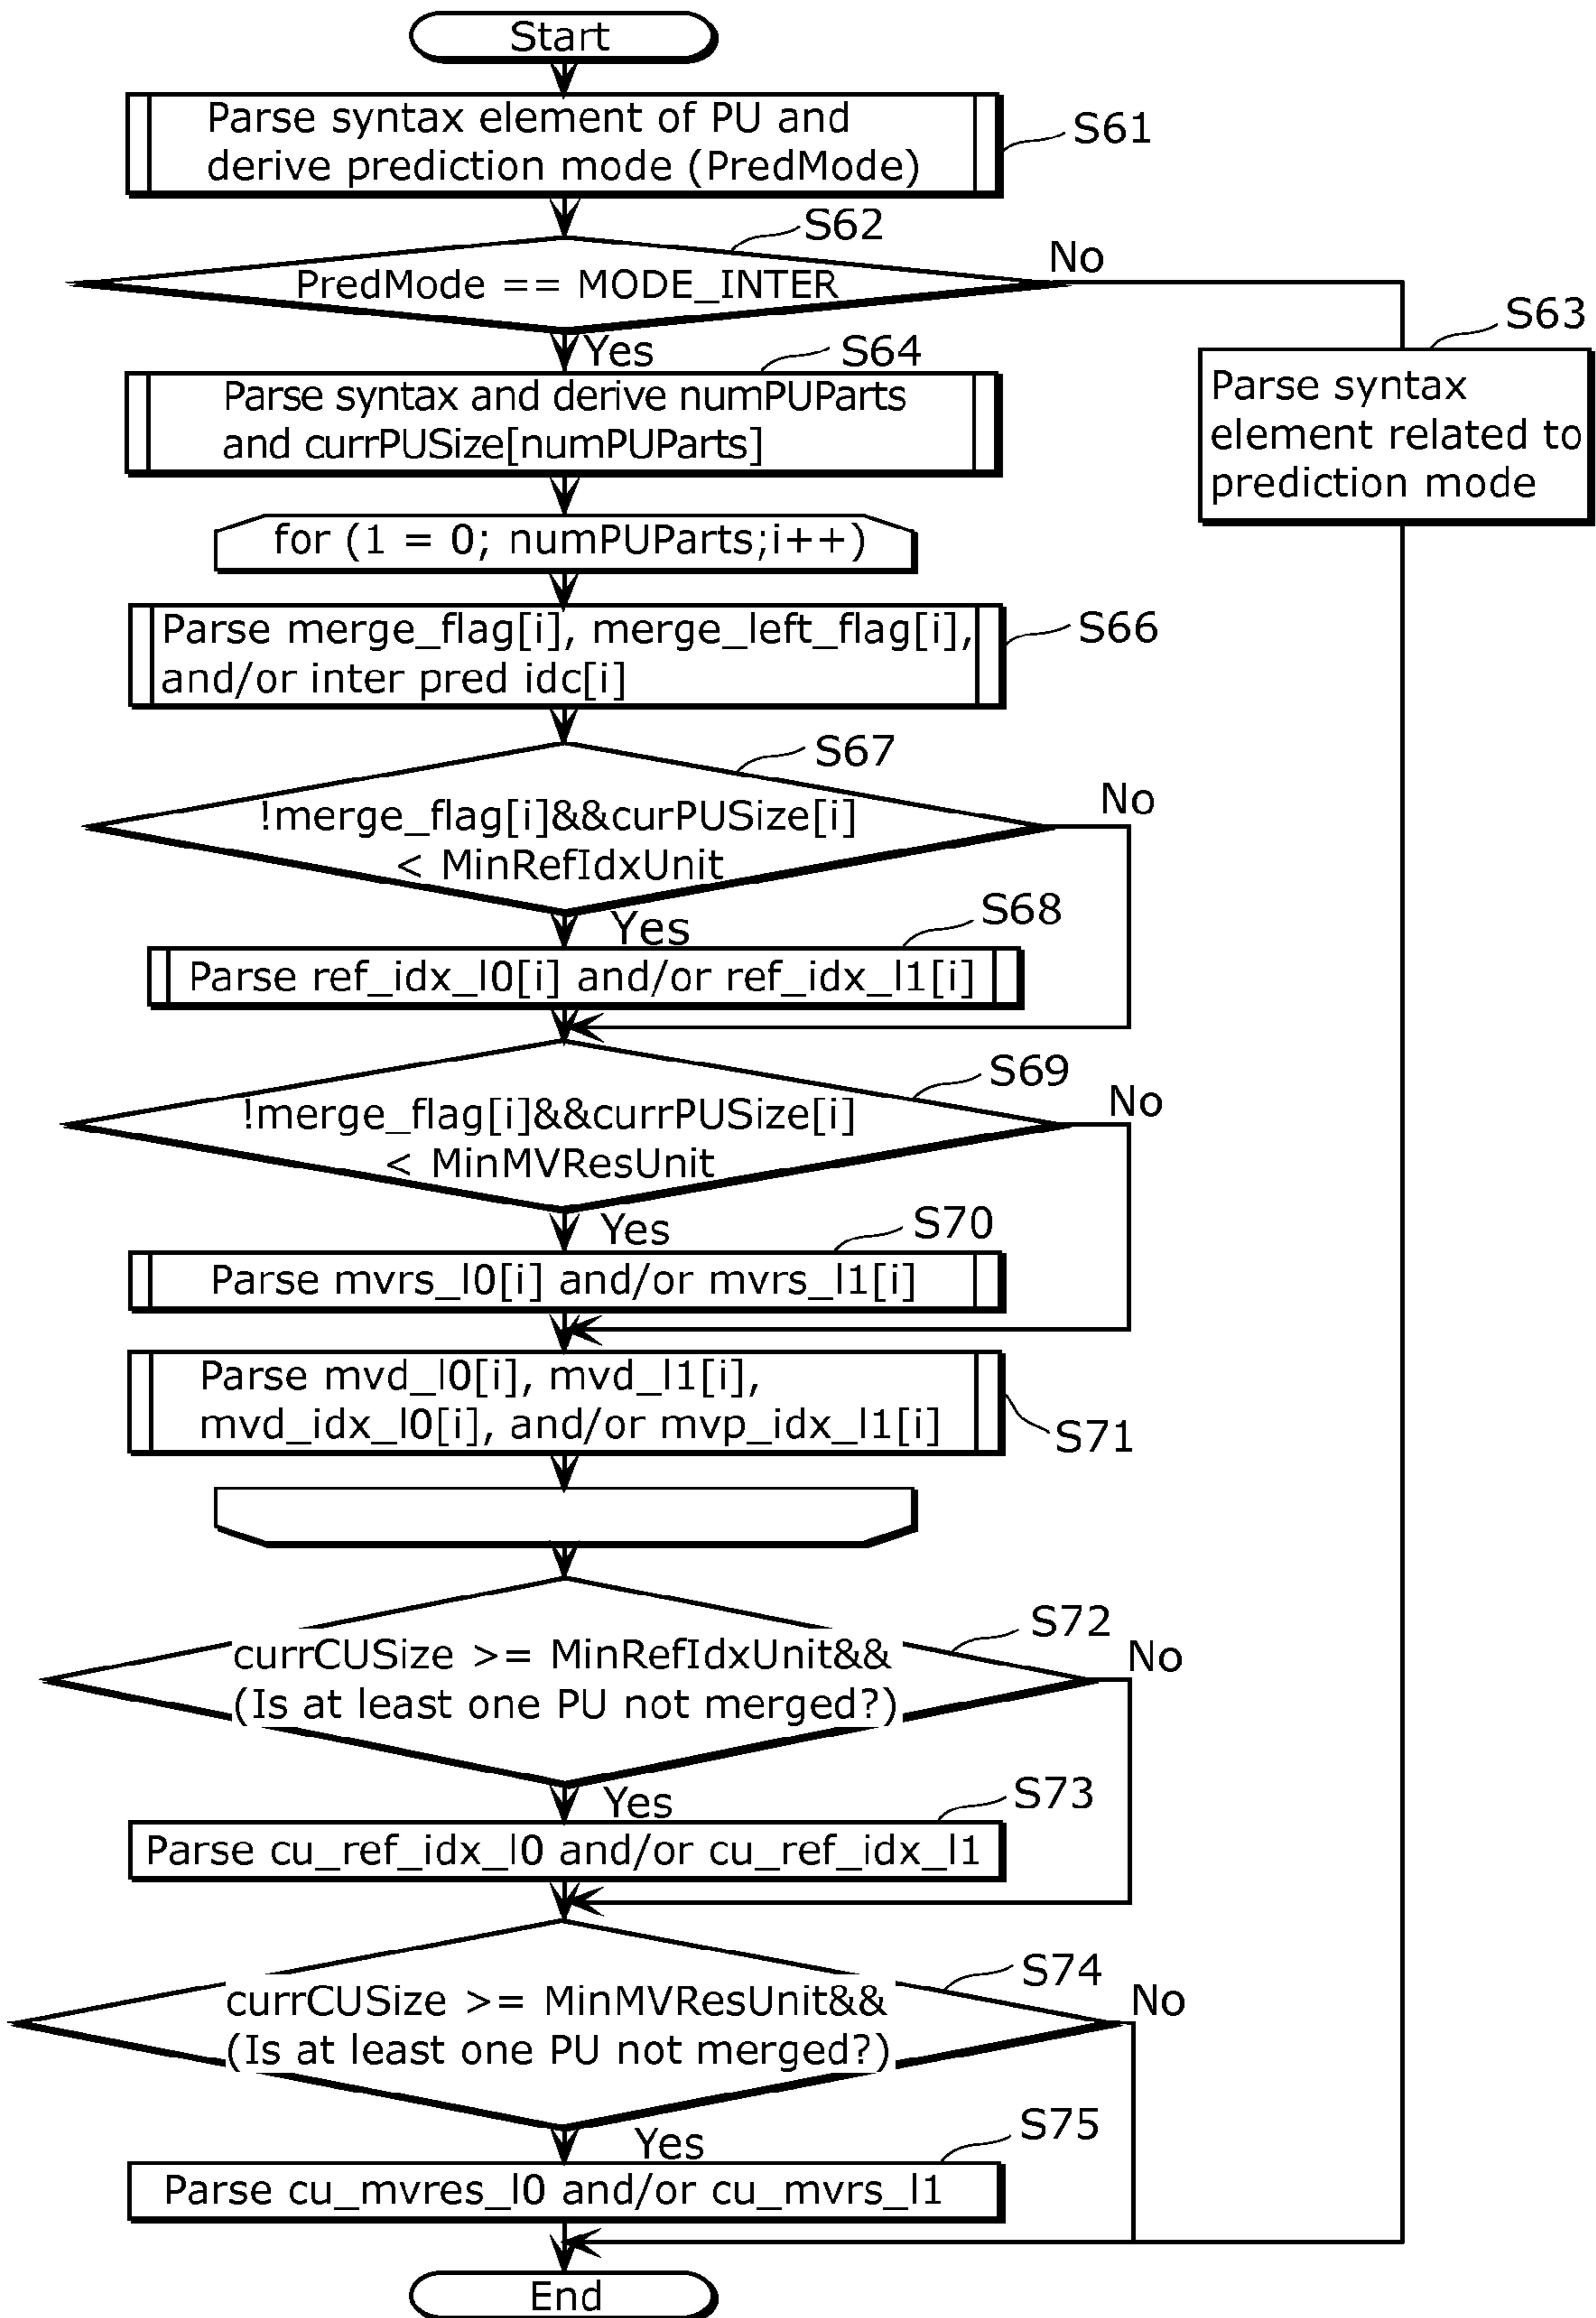 Start
Parse syntax element of PU and
derive prediction mode (PredMode)
S61
S62
PredMode == MODE_INTER
No
S63
Parse syntax
element related to
prediction mode
Yes
S64
Parse syntax and derive numPUParts
and currPUSize[numPUParts]
for (1 = 0; numPUParts;i++)
Parse merge_flag[i], merge_left_flag[i],
and/or inter pred idc[i]
S66
S67
!merge_flag[i]&&curPUSize[i]
< MinRefIdxUnit
No
Yes
S68
Parse ref_idx_l0[i] and/or ref_idx_l1[i]
S69
!merge_flag[i]&&currPUSize[i]
< MinMVResUnit
No
Yes
S70
Parse mvrs_l0[i] and/or mvrs_l1[i]
Parse mvd_l0[i], mvd_l1[i],
mvd_idx_l0[i], and/or mvp_idx_l1[i]
S71
S72
currCUSize >= MinRefIdxUnit&&
(Is at least one PU not merged?)
No
Yes
S73
Parse cu_ref_idx_l0 and/or cu_ref_idx_l1
S74
currCUSize >= MinMVResUnit&&
(Is at least one PU not merged?)
No
Yes
S75
Parse cu_mvres_l0 and/or cu_mvrs_l1
End